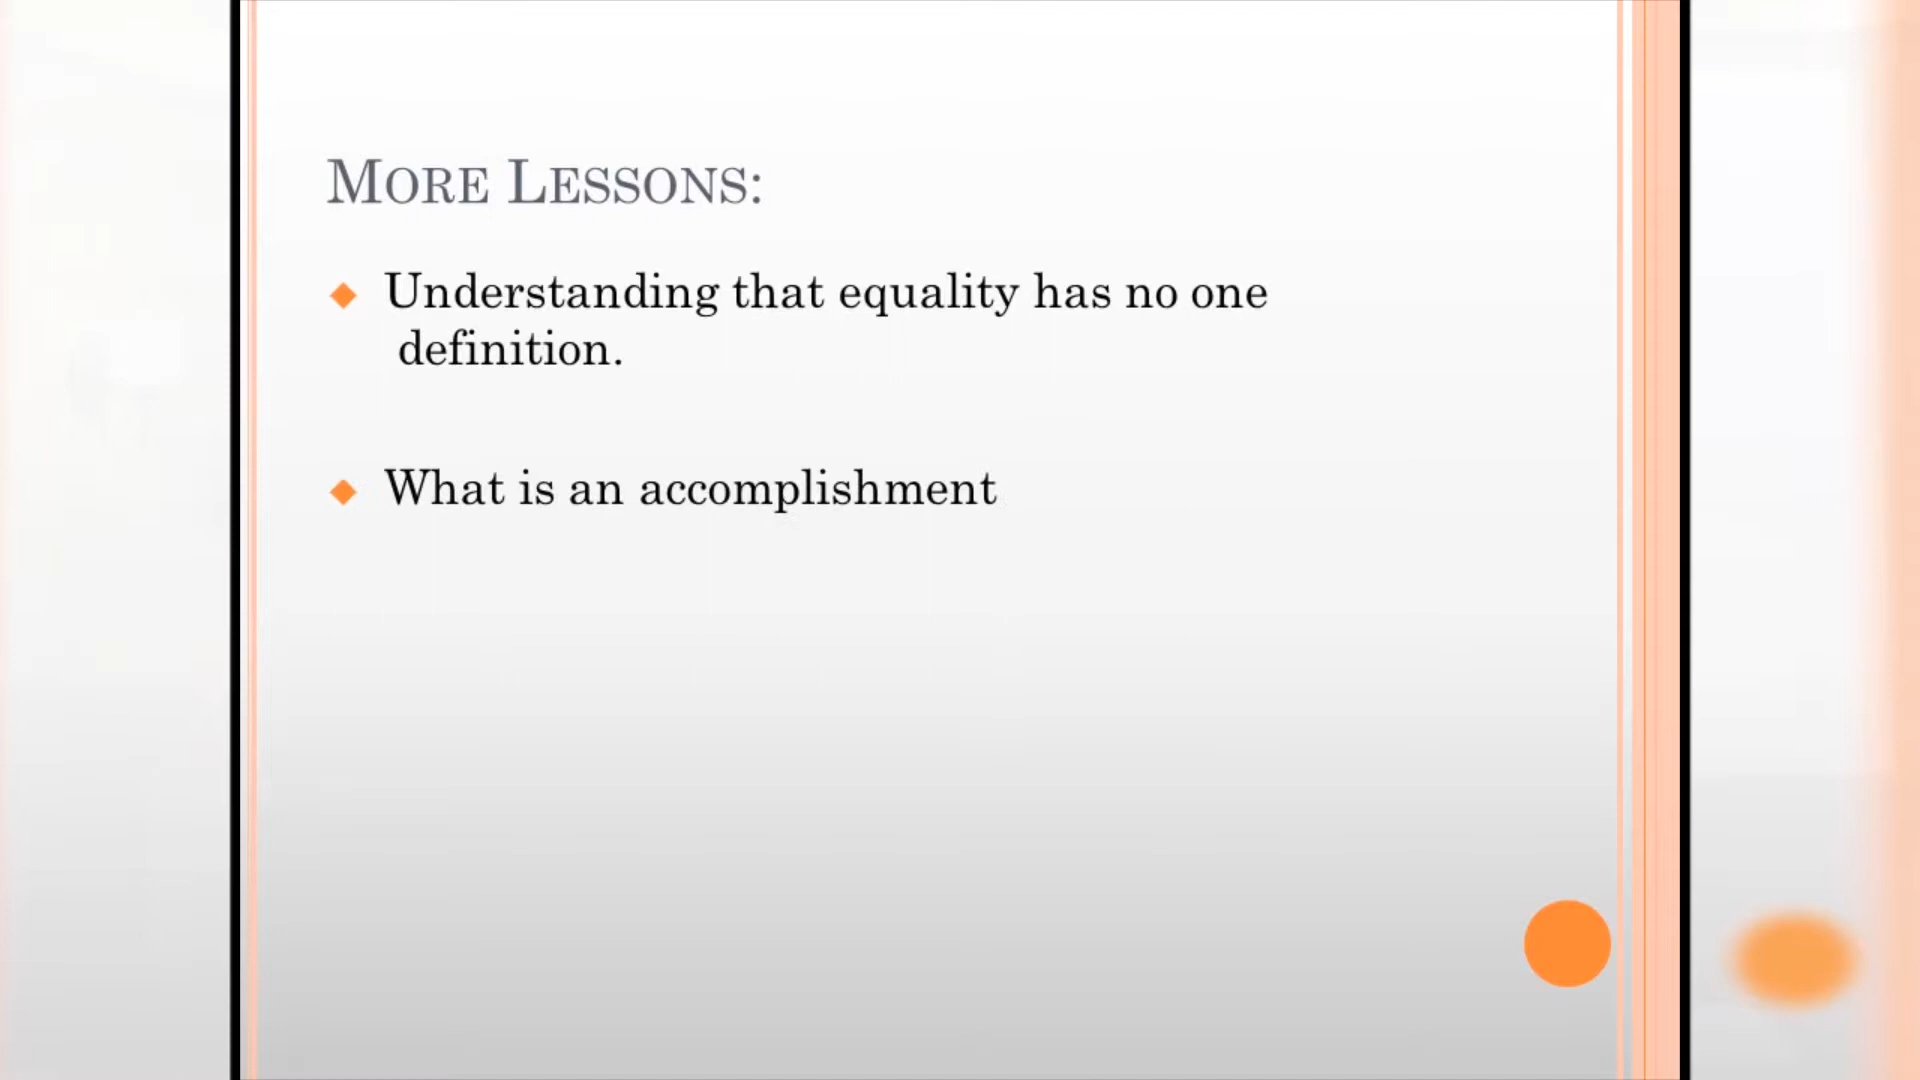 More Lessons:
Understanding that equality has no one
definition.
What is an accomplishment